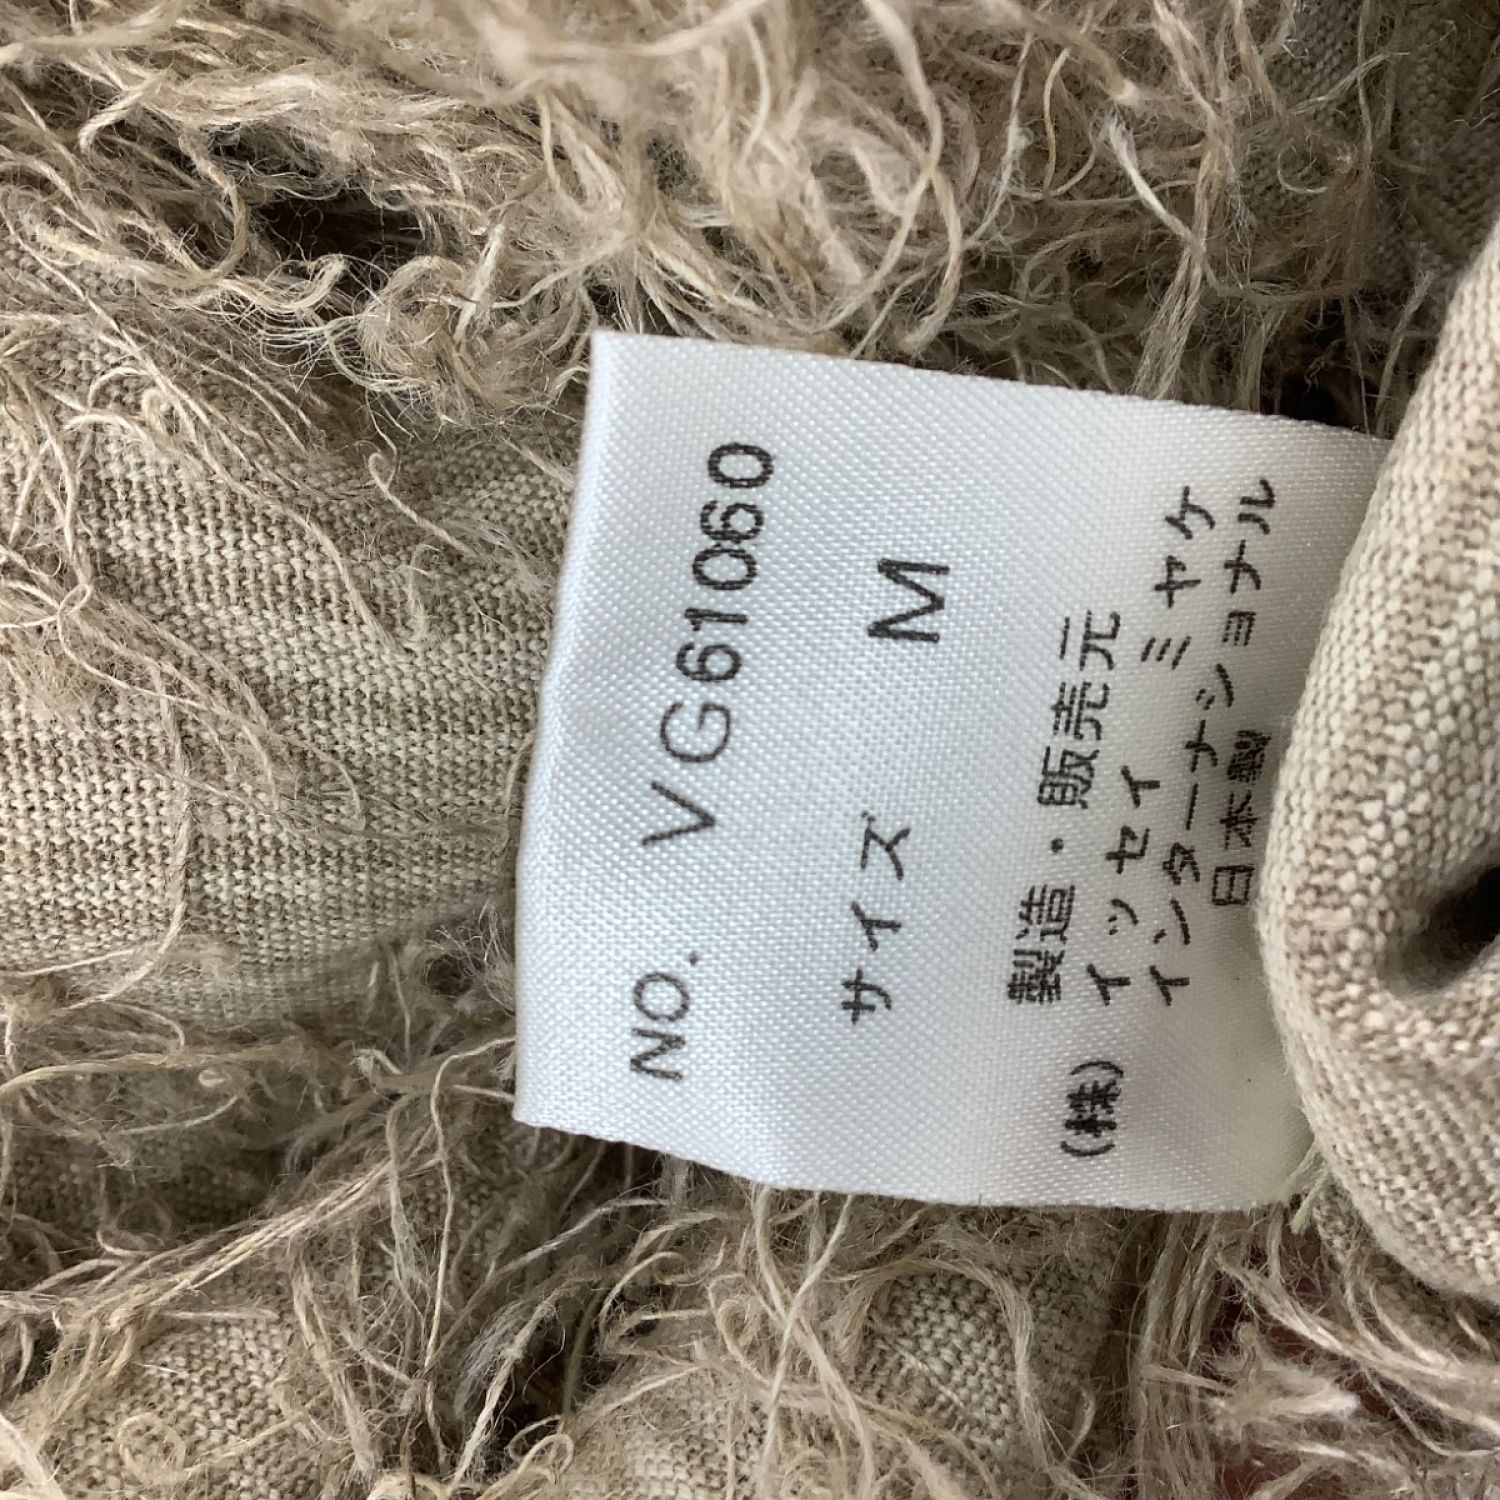 NO. VG61060
サイズ M
製造・販売元
(株) イッセイ ミヤケ
インターナショナル
日本製